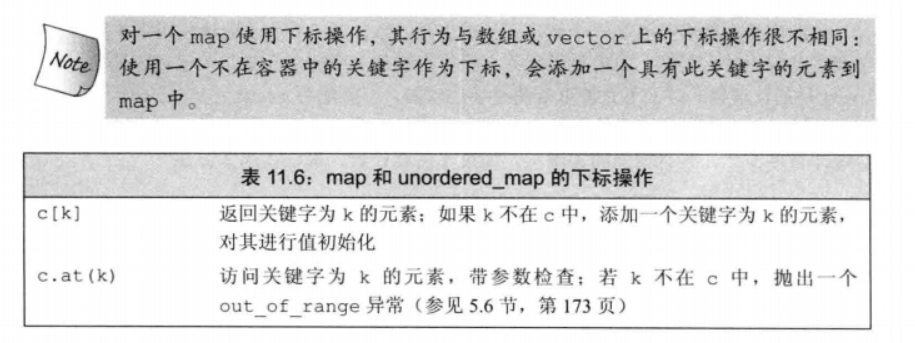 Note
对一个 map 使用下标操作，其行为与数组或 vector 上的下标操作很不相同：
使用一个不在容器中的关键字作为下标，会添加一个具有此关键字的元素到
map 中。
表 11.6：map 和 unordered_map 的下标操作
c[k] 返回关键字为 k 的元素；如果 k 不在 c 中，添加一个关键字为 k 的元素，
对其进行值初始化
c.at(k) 访问关键字为 k 的元素，带参数检查；若 k 不在 c 中，抛出一个
out_of_range 异常（参见 5.6 节，第 173 页）